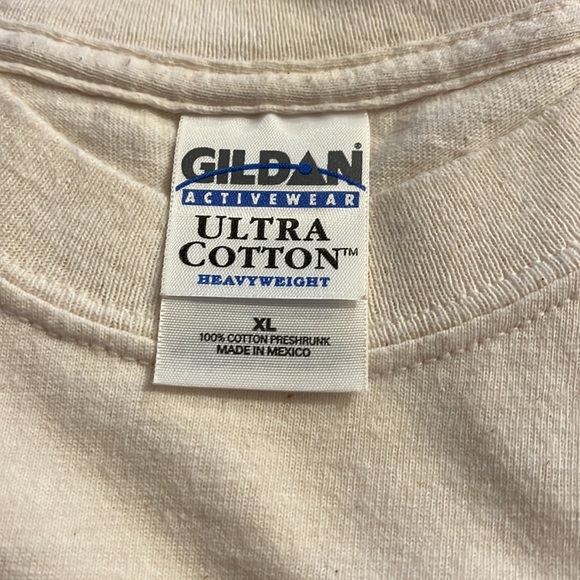 GILDAN®
ACTIVEWEAR
ULTRA
COTTON™
HEAVYWEIGHT
XL
100% COTTON PRESHRUNK
MADE IN MEXICO